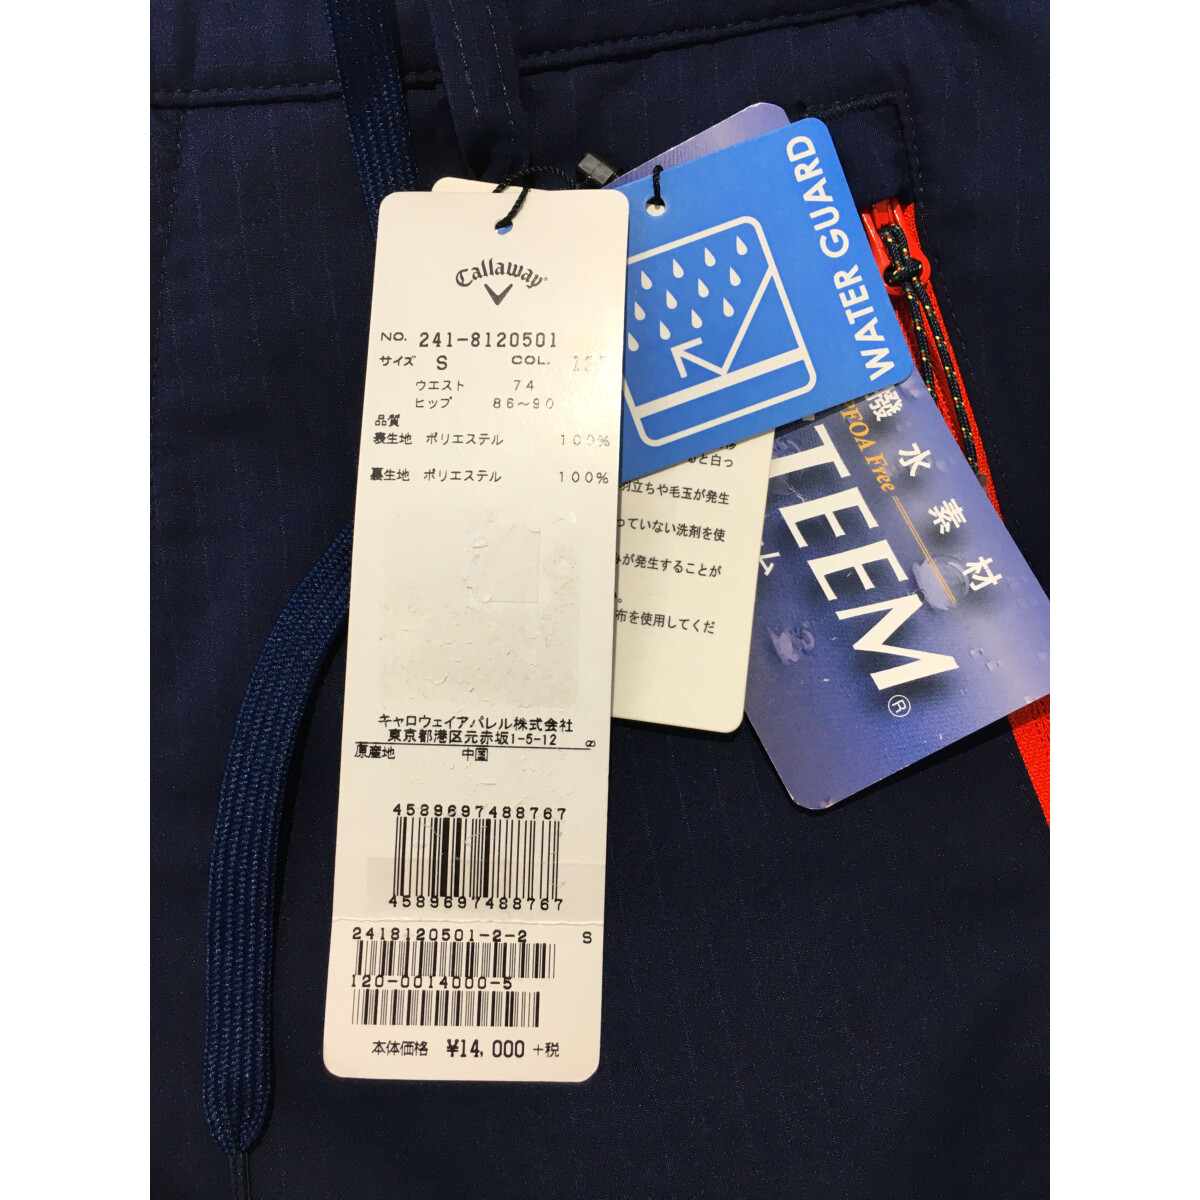 Callaway
NO. 241-8120501
サイズ S COL.
ウエスト 74
ヒップ 86～90
品質
表生地 ポリエステル 100%
裏生地 ポリエステル 100%
キャロウェイアパレル株式会社
東京都港区元赤坂1-5-12
原産地 中国
4589697488767
4589697488767
2418120501-2-2 S
120-0014000-5
本体価格 ¥14,000 +税
WATER GUARD
と白っ
羽立ちや毛玉が発生
っていない洗剤を使
が発生することが
布を使用してくだ
撥水素材
PFOA Free
TEEM®